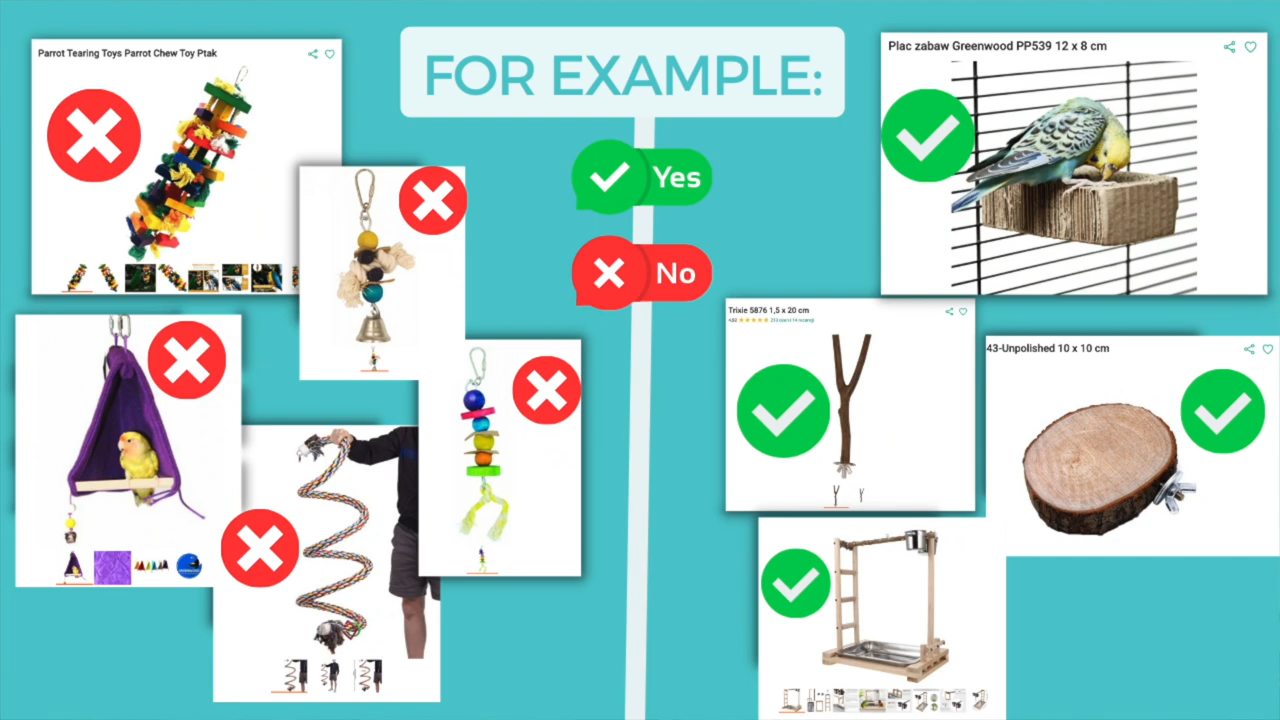 Parrot Tearing Toys Parrot Chew Toy Ptak
FOR EXAMPLE:
Plac zabaw Greenwood PP539 12 x 8 cm
Yes
No
Trixie 5876 1,5 x 20 cm
43-Unpolished 10 x 10 cm